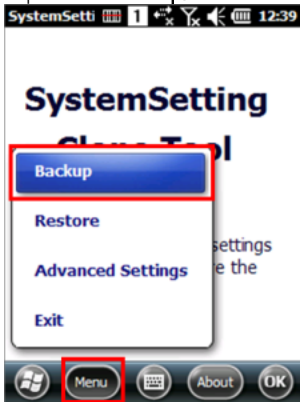 SystemSetti 1 12:39
SystemSetting
Backup
Restore
settings
Advanced Settings
e the
Exit
Menu
About
OK